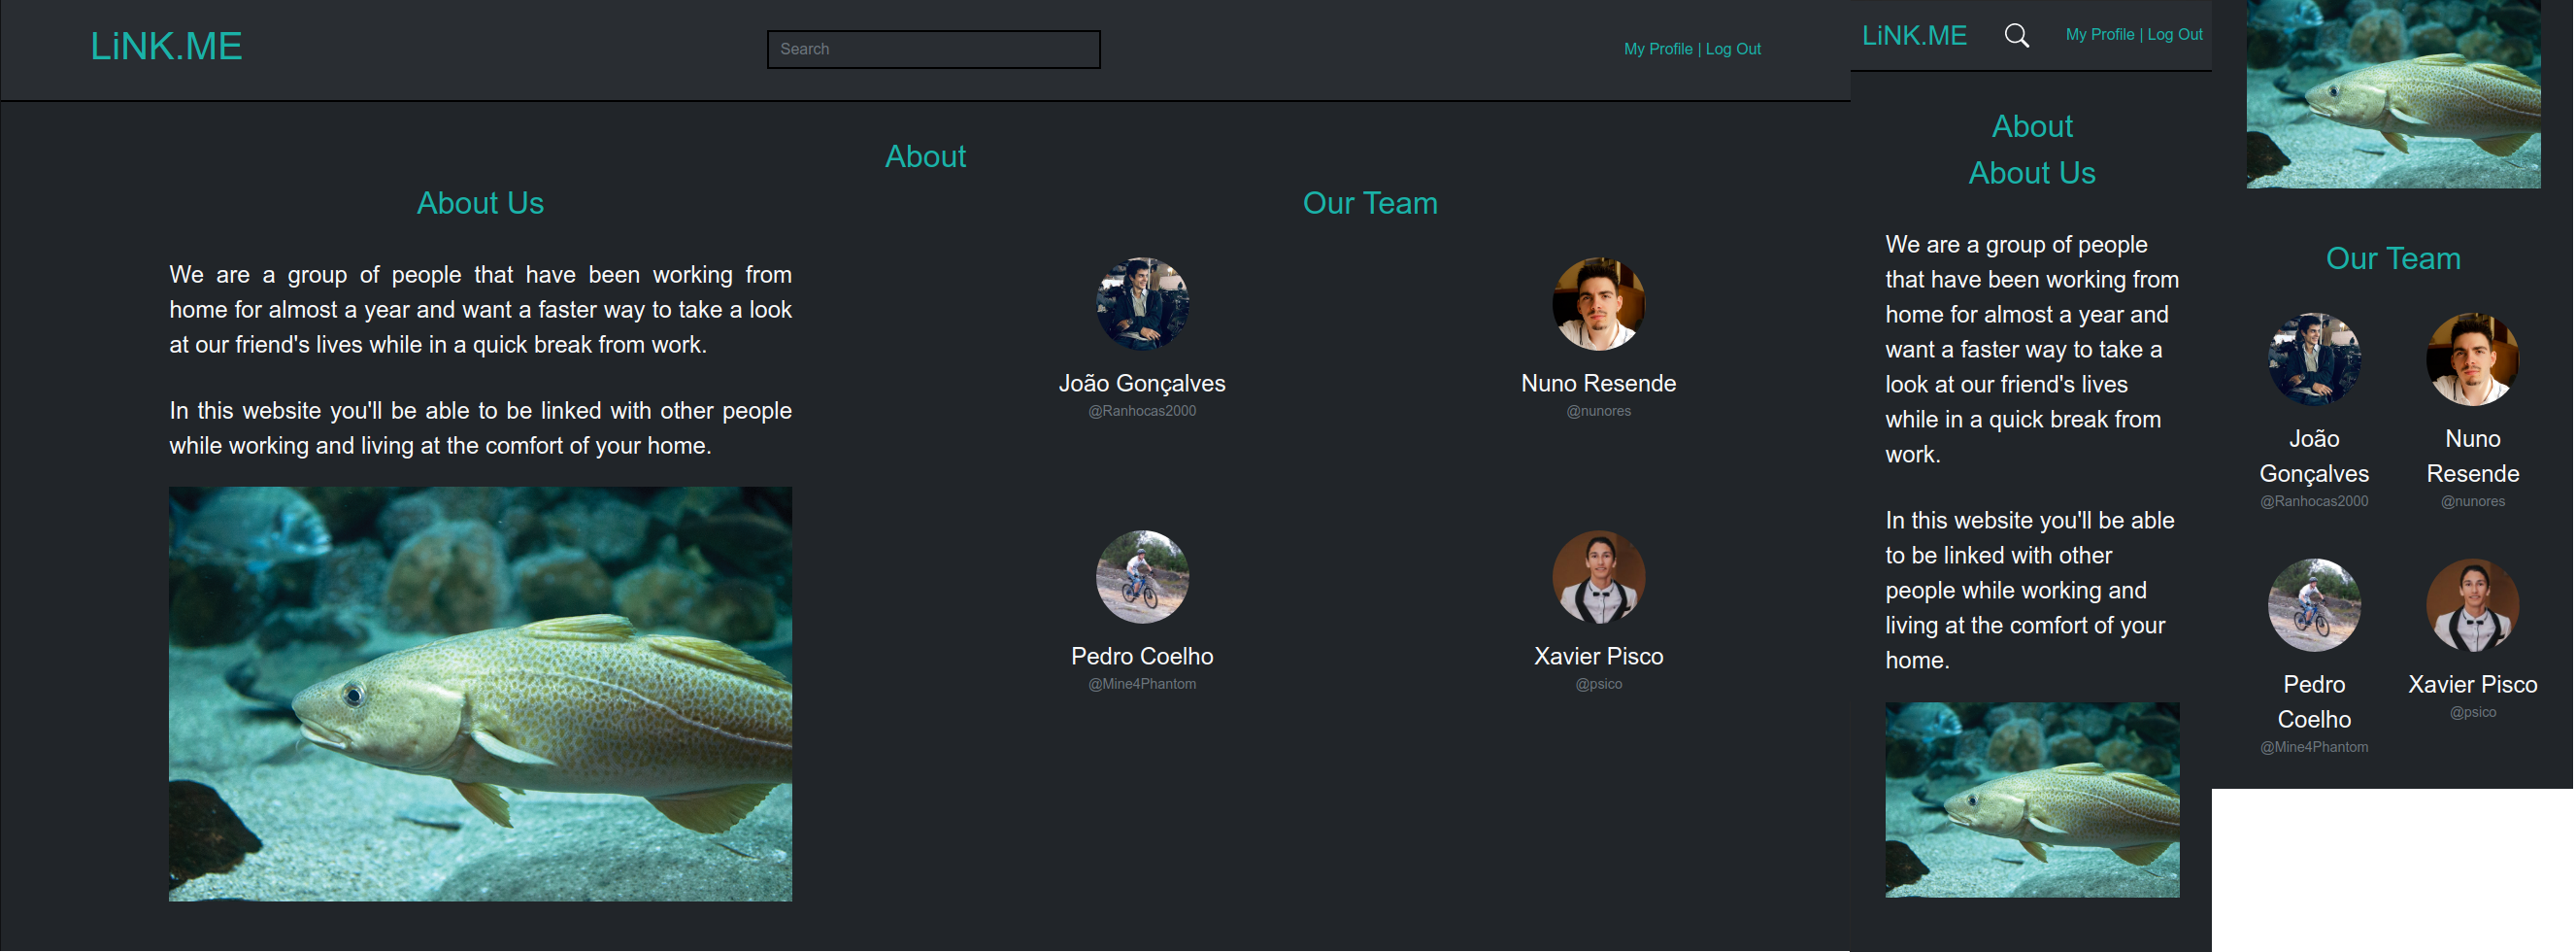 LiNK.ME
Search
My Profile | Log Out
About
About Us
We are a group of people that have been working from
home for almost a year and want a faster way to take a look
at our friend's lives while in a quick break from work.
In this website you'll be able to be linked with other people
while working and living at the comfort of your home.
Our Team
João Gonçalves
@Ranhocas2000
Nuno Resende
@nunores
Pedro Coelho
@Mine4Phantom
Xavier Pisco
@psico
LiNK.ME
My Profile | Log Out
About
About Us
We are a group of people
that have been working from
home for almost a year and
want a faster way to take a
look at our friend's lives
while in a quick break from
work.
In this website you'll be able
to be linked with other
people while working and
living at the comfort of your
home.
Our Team
João
Gonçalves
@Ranhocas2000
Nuno
Resende
@nunores
Pedro
Coelho
@Mine4Phantom
Xavier Pisco
@psico